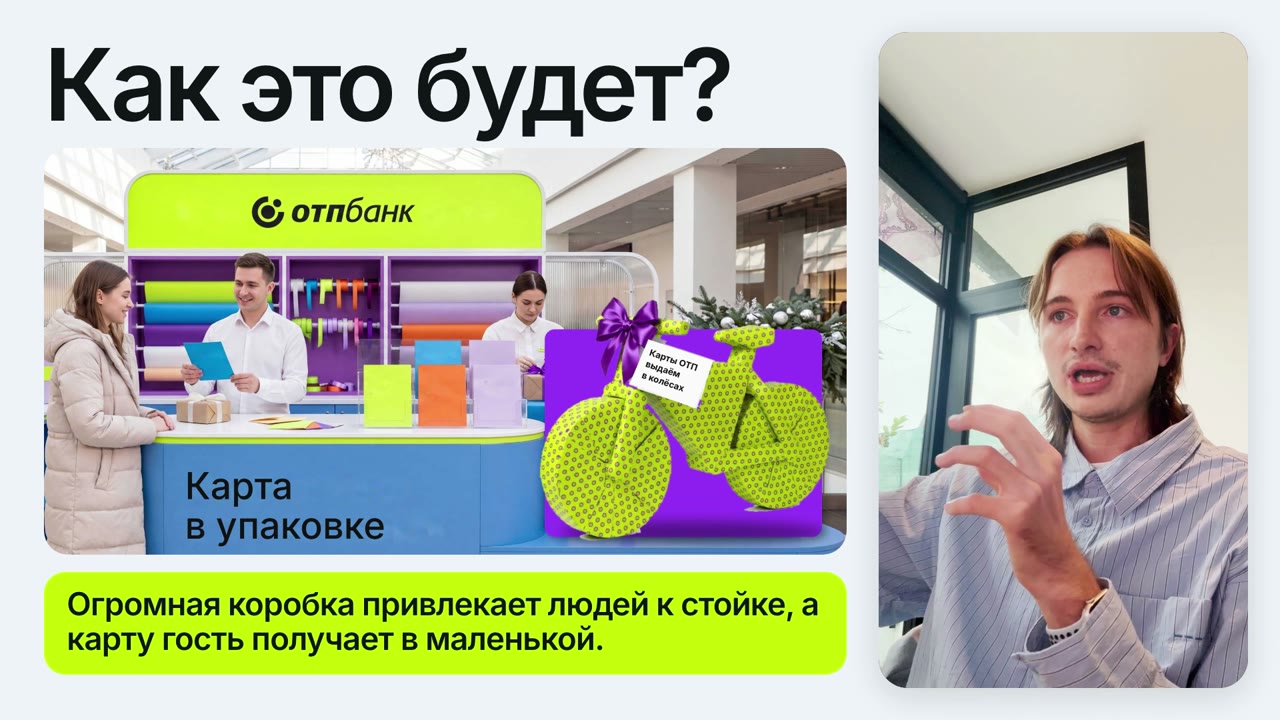 Как это будет?
отпбанк
Карты ОТП
выдаём
в колёсах
Карта
в упаковке
Огромная коробка привлекает людей к стойке, а
карту гость получает в маленькой.